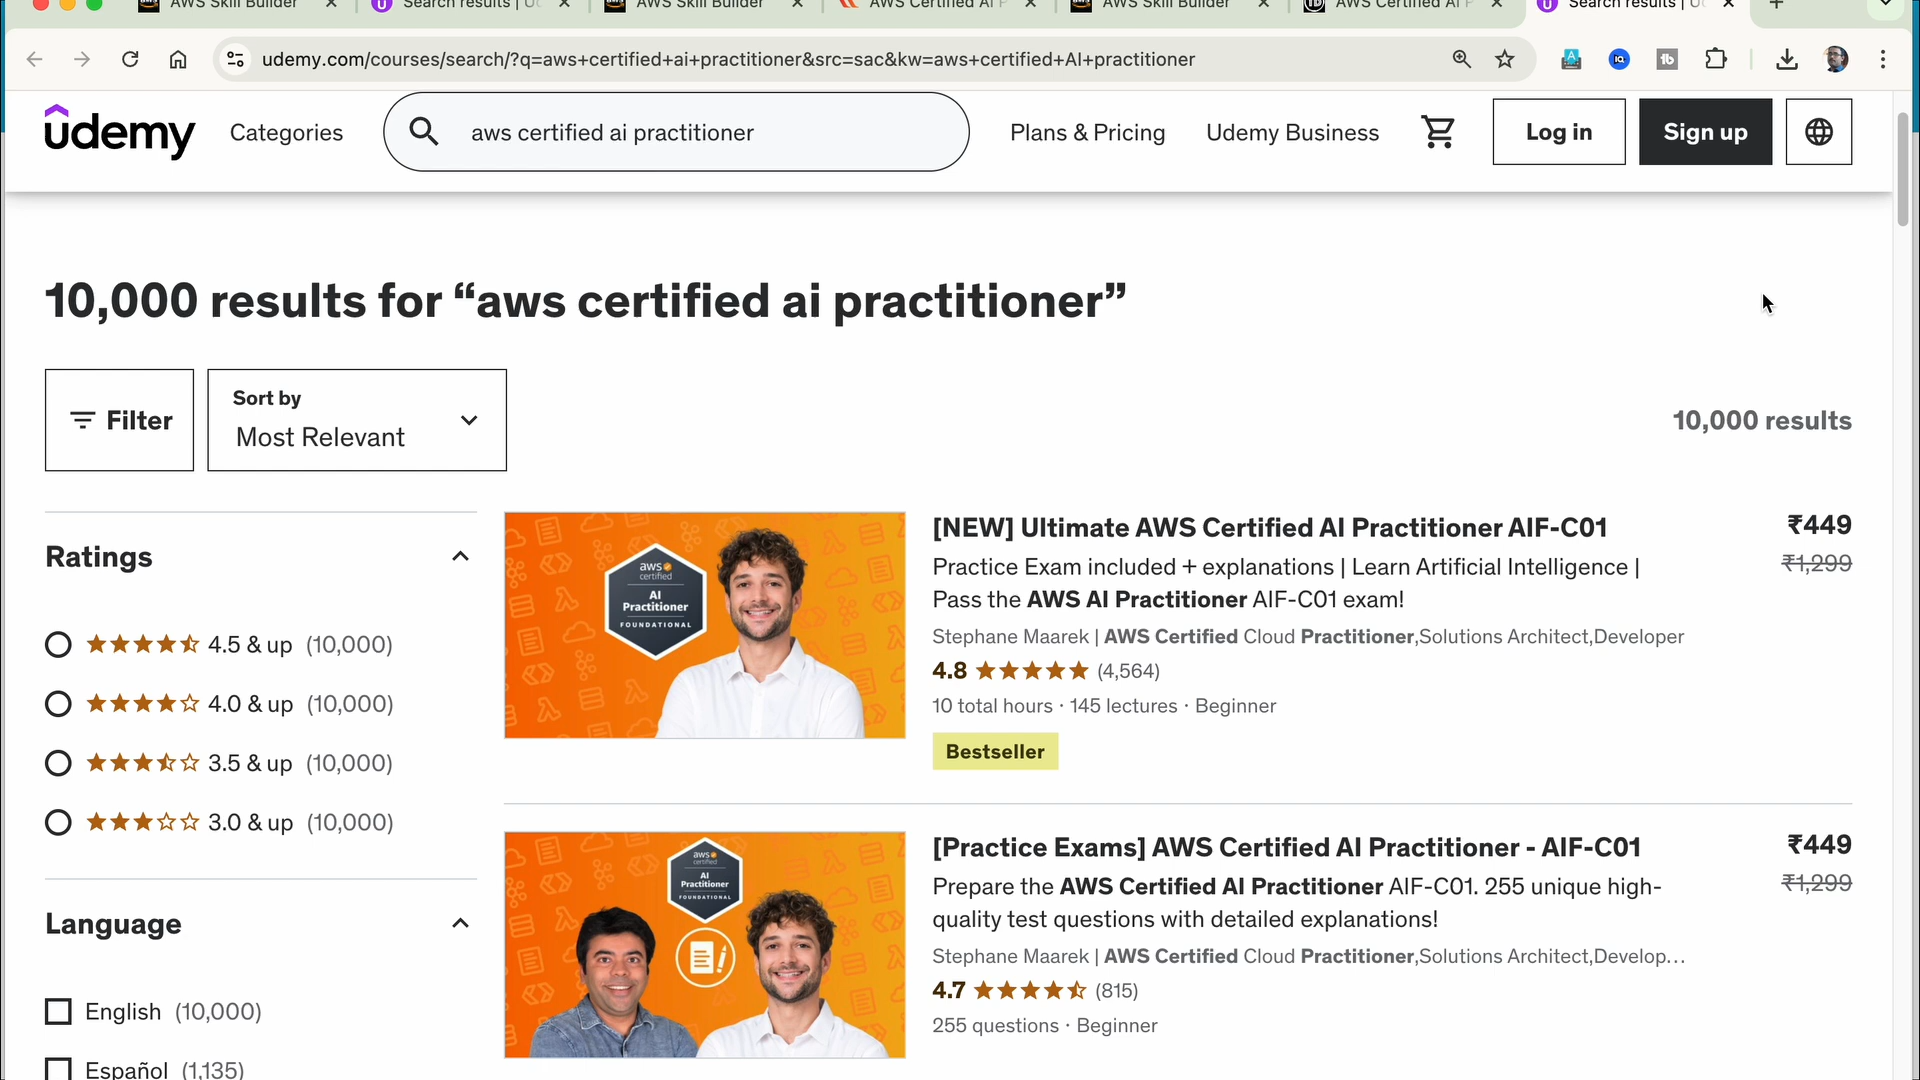 AWS Skill Builder
Search results | Ud
AWS Skill Builder
AWS Certified AI P
AWS Skill Builder
AWS Certified AI P
Search results | Ud
udemy.com/courses/search/?q=aws+certified+ai+practitioner&src=sac&kw=aws+certified+AI+practitioner
udemy
Categories
aws certified ai practitioner
Plans & Pricing
Udemy Business
Log in
Sign up
10,000 results for “aws certified ai practitioner”
Filter
Sort by
Most Relevant
10,000 results
Ratings
4.5 & up (10,000)
4.0 & up (10,000)
3.5 & up (10,000)
3.0 & up (10,000)
Language
English (10,000)
Español (1,135)
aws
certified
AI
Practitioner
FOUNDATIONAL
[NEW] Ultimate AWS Certified AI Practitioner AIF-C01
₹449
Practice Exam included + explanations | Learn Artificial Intelligence |
₹1,299
Pass the AWS AI Practitioner AIF-C01 exam!
Stephane Maarek | AWS Certified Cloud Practitioner,Solutions Architect,Developer
4.8 (4,564)
10 total hours · 145 lectures · Beginner
Bestseller
aws
certified
AI
Practitioner
FOUNDATIONAL
[Practice Exams] AWS Certified AI Practitioner - AIF-C01
₹449
Prepare the AWS Certified AI Practitioner AIF-C01. 255 unique high-
₹1,299
quality test questions with detailed explanations!
Stephane Maarek | AWS Certified Cloud Practitioner,Solutions Architect,Develop...
4.7 (815)
255 questions · Beginner